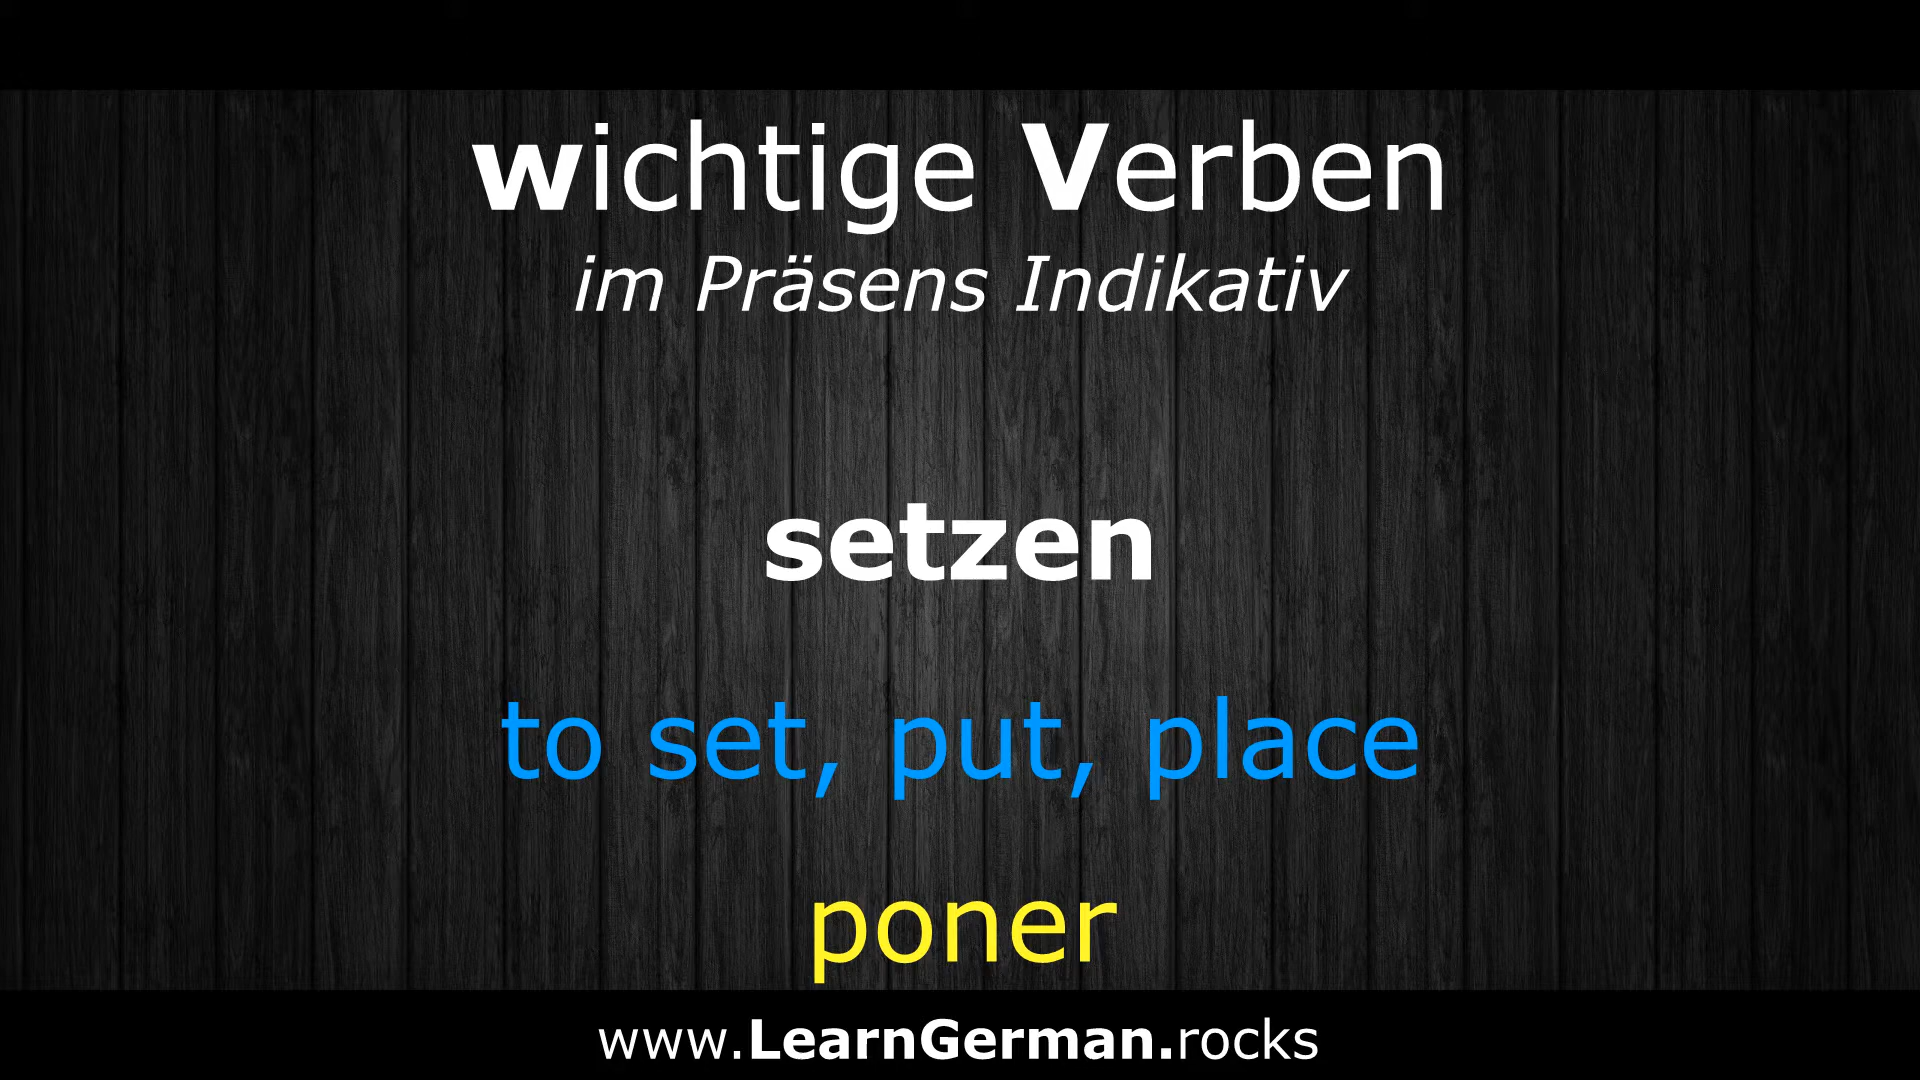 wichtige Verben
im Präsens Indikativ
setzen
to set, put, place
poner
www.LearnGerman.rocks